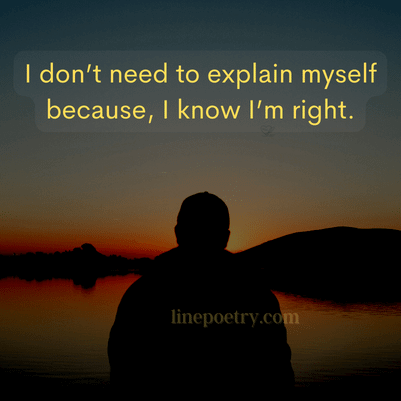 I don’t need to explain myself
because, I know I’m right.
linepoetry.com